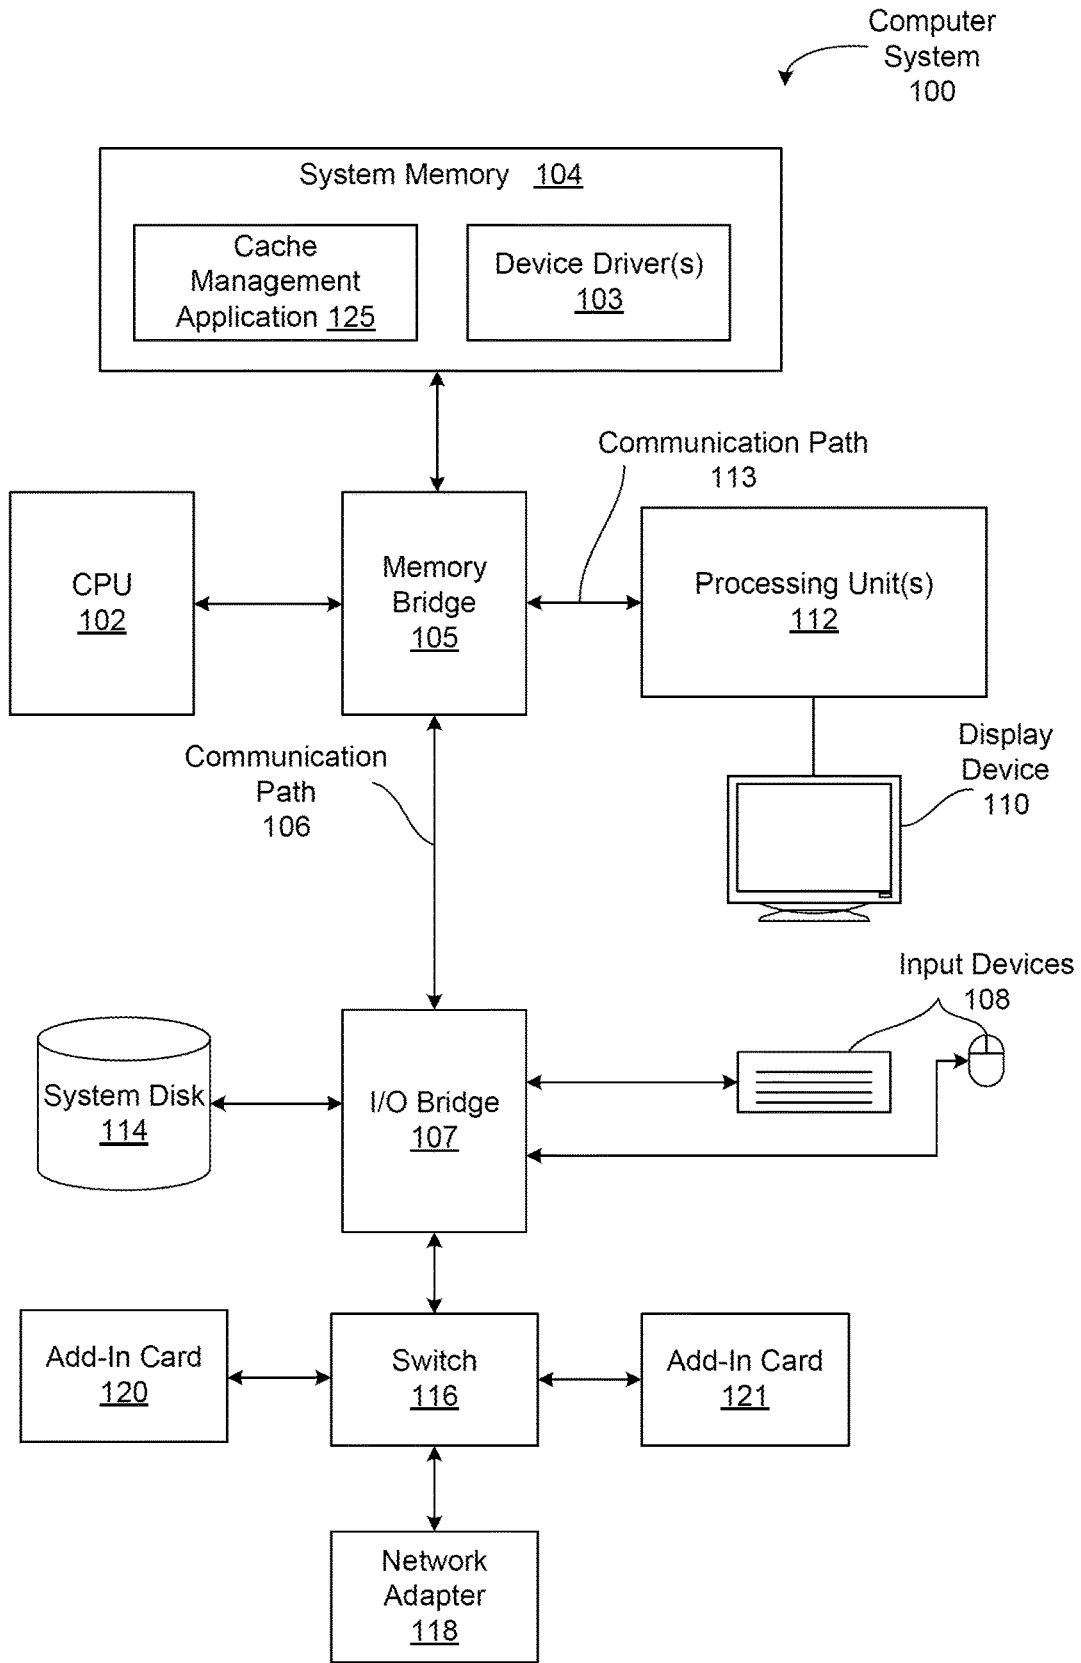 Computer
System
100
System Memory 104
Cache
Management
Application 125
Device Driver(s)
103
Communication Path
113
CPU
102
Memory
Bridge
105
Processing Unit(s)
112
Communication
Path
106
Display
Device
110
Input Devices
108
System Disk
114
I/O Bridge
107
Add-In Card
120
Switch
116
Add-In Card
121
Network
Adapter
118